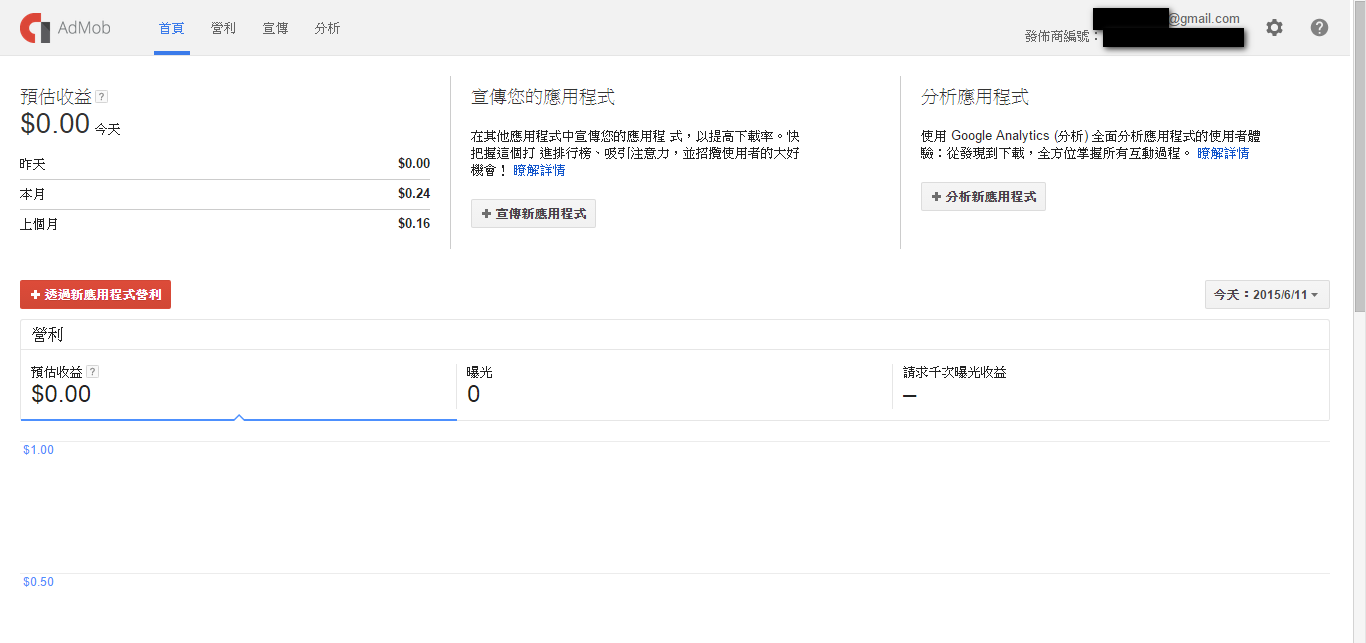 AdMob
首頁 營利 宣傳 分析
@gmail.com
發佈商編號：
預估收益 ?
$0.00 今天
昨天 $0.00
本月 $0.24
上個月 $0.16
宣傳您的應用程式
在其他應用程式中宣傳您的應用程 式，以提高下載率。快
把握這個打 進排行榜、吸引注意力，並招攬使用者的大好
機會！ 瞭解詳情
+ 宣傳新應用程式
分析應用程式
使用 Google Analytics (分析) 全面分析應用程式的使用者體
驗：從發現到下載，全方位掌握所有互動過程。 瞭解詳情
+ 分析新應用程式
+ 透過新應用程式營利
今天：2015/6/11
營利
預估收益 ?
$0.00
曝光
0
請求千次曝光收益
–
$1.00
$0.50